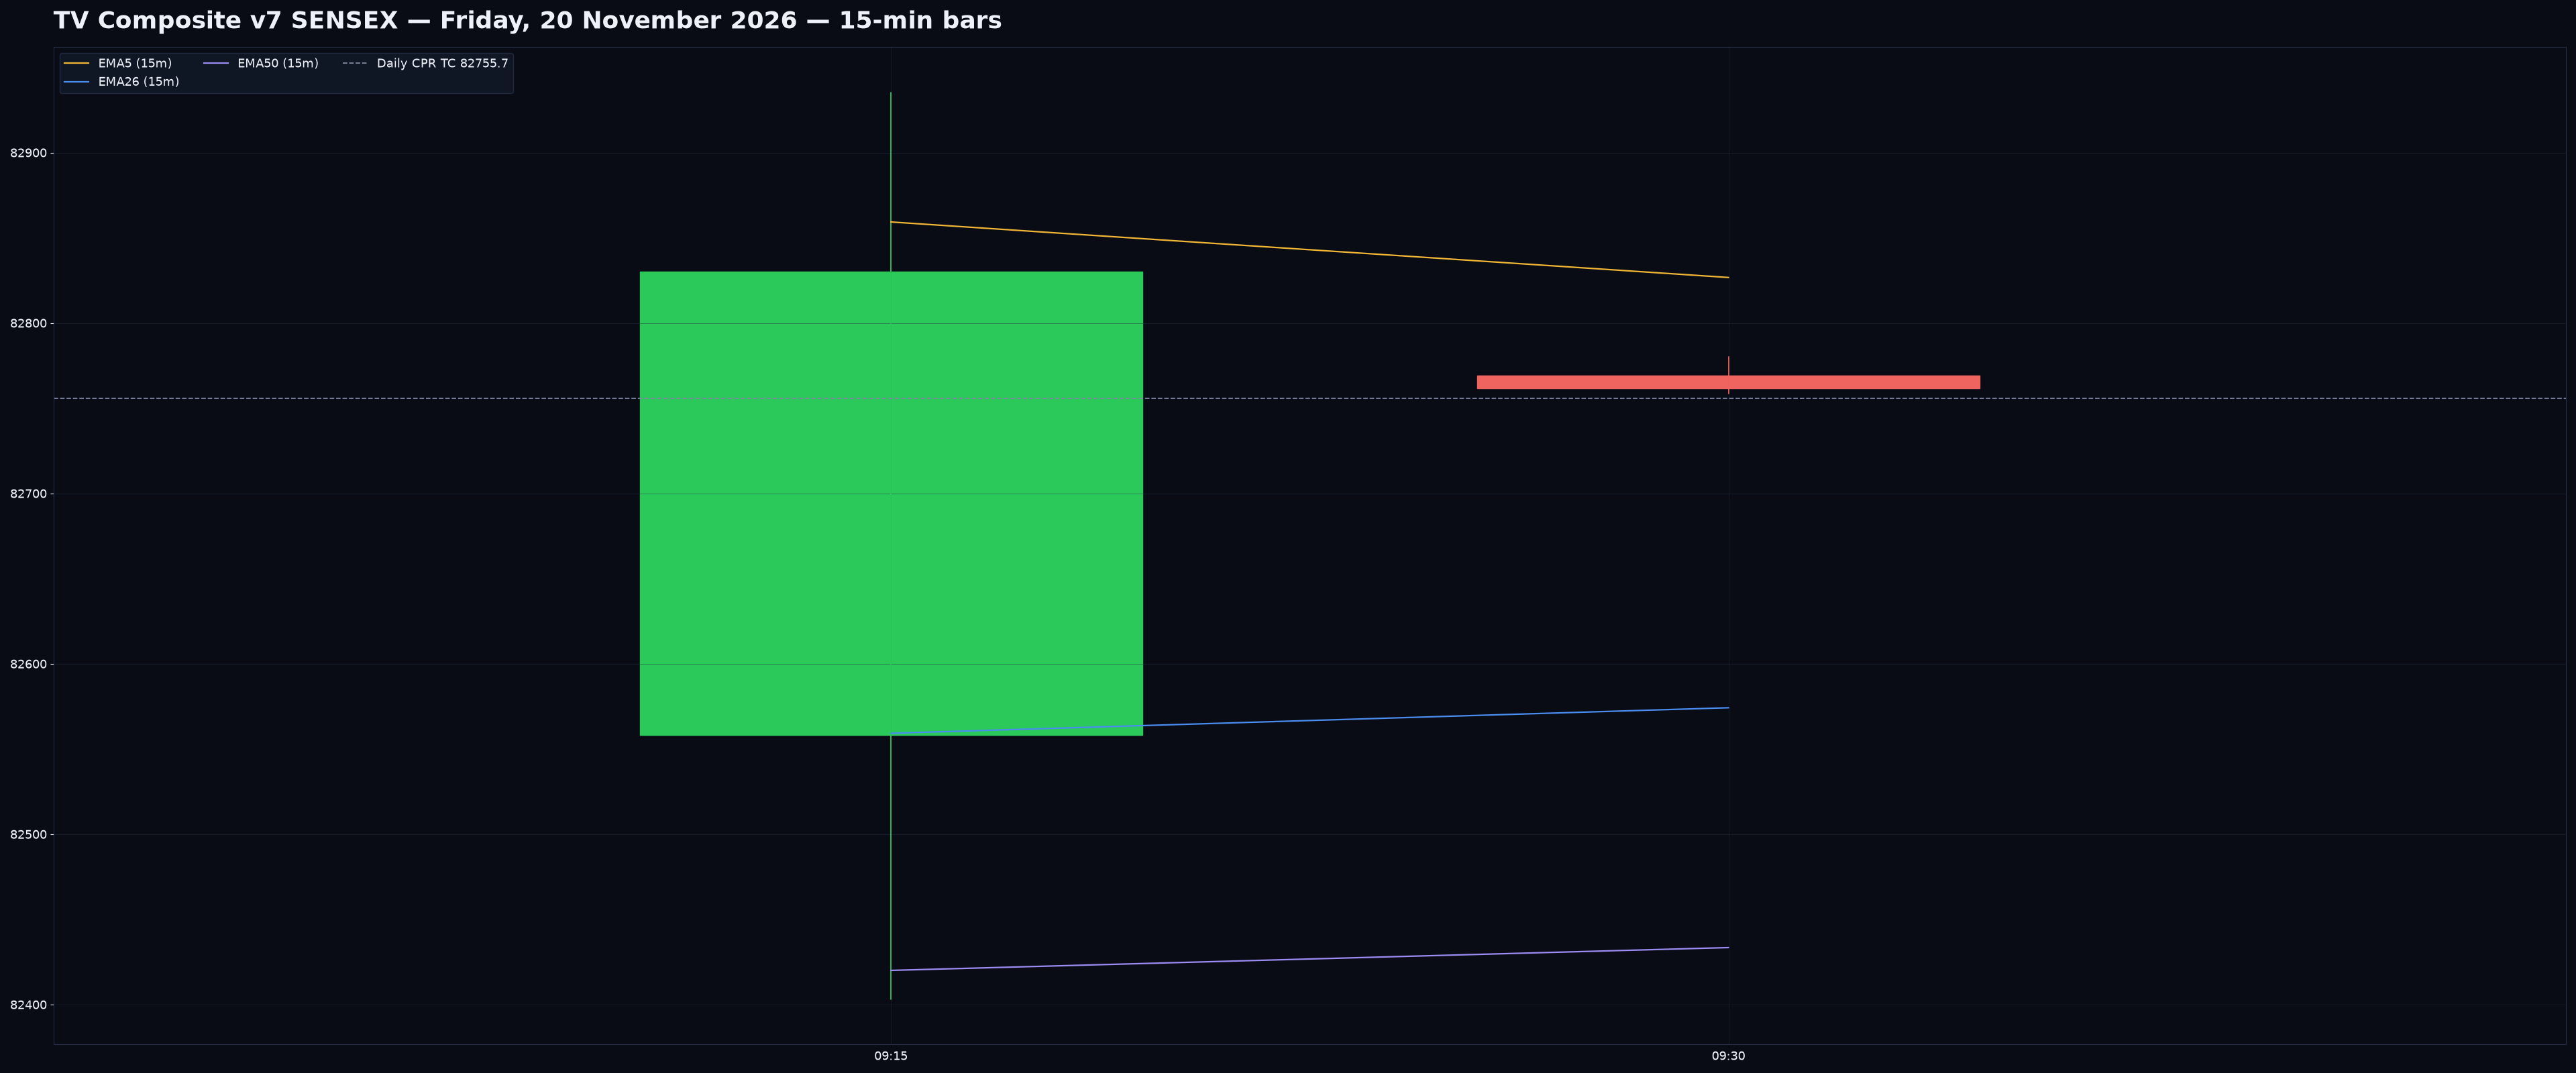 TV Composite v7 SENSEX — Friday, 20 November 2026 — 15-min bars
EMA5 (15m) EMA50 (15m) Daily CPR TC 82755.7
EMA26 (15m)
82900
82800
82700
82600
82500
82400
09:15 09:30